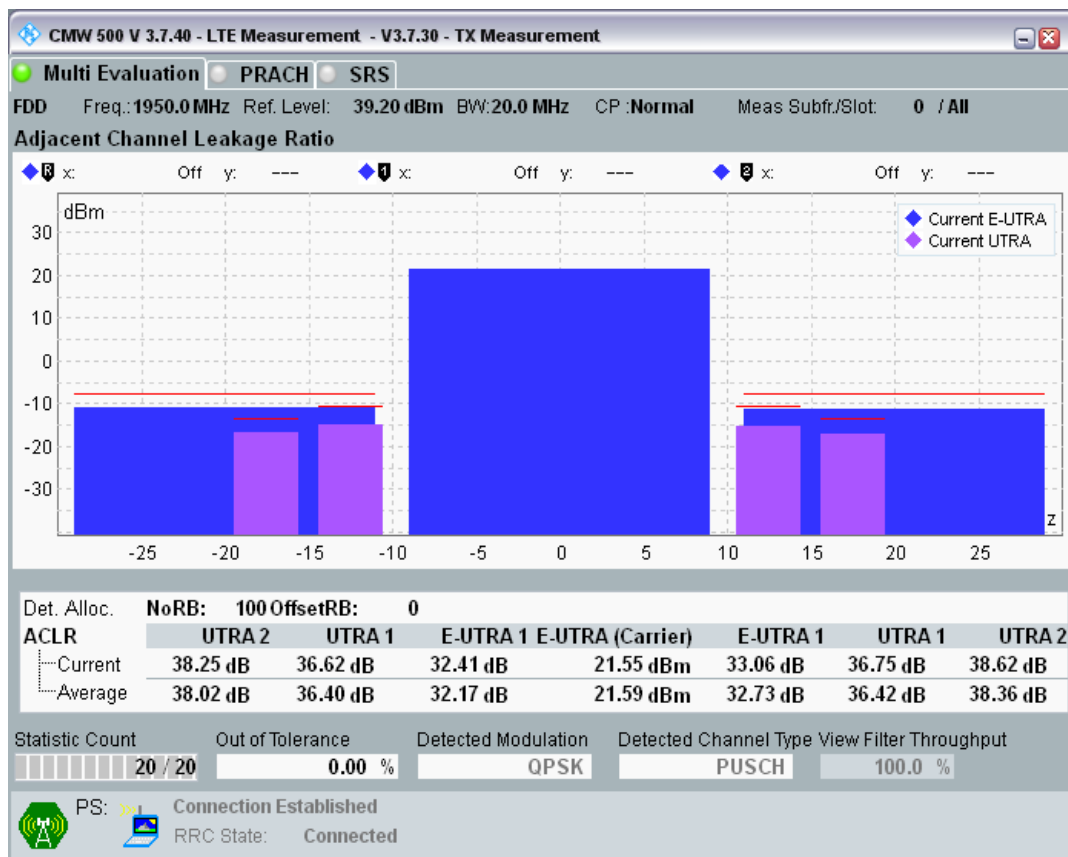 CMW 500 V 3.7.40 - LTE Measurement - V3.7.30 - TX Measurement
Multi Evaluation PRACH SRS
FDD Freq.:1950.0 MHz Ref. Level: 39.20 dBm BW:20.0 MHz CP :Normal Meas Subfr./Slot: 0 / All
Adjacent Channel Leakage Ratio
R x: Off y: --- 1 x: Off y: --- 2 x: Off y: ---
dBm
Current E-UTRA
Current UTRA
30
20
10
0
-10
-20
-30
z
-25 -20 -15 -10 -5 0 5 10 15 20 25
Det. Alloc. NoRB: 100 OffsetRB: 0
ACLR UTRA 2 UTRA 1 E-UTRA 1 E-UTRA (Carrier) E-UTRA 1 UTRA 1 UTRA 2
Current 38.25 dB 36.62 dB 32.41 dB 21.55 dBm 33.06 dB 36.75 dB 38.62 dB
Average 38.02 dB 36.40 dB 32.17 dB 21.59 dBm 32.73 dB 36.42 dB 38.36 dB
Statistic Count Out of Tolerance Detected Modulation Detected Channel Type View Filter Throughput
20 / 20 0.00 % QPSK PUSCH 100.0 %
PS: Connection Established
RRC State: Connected